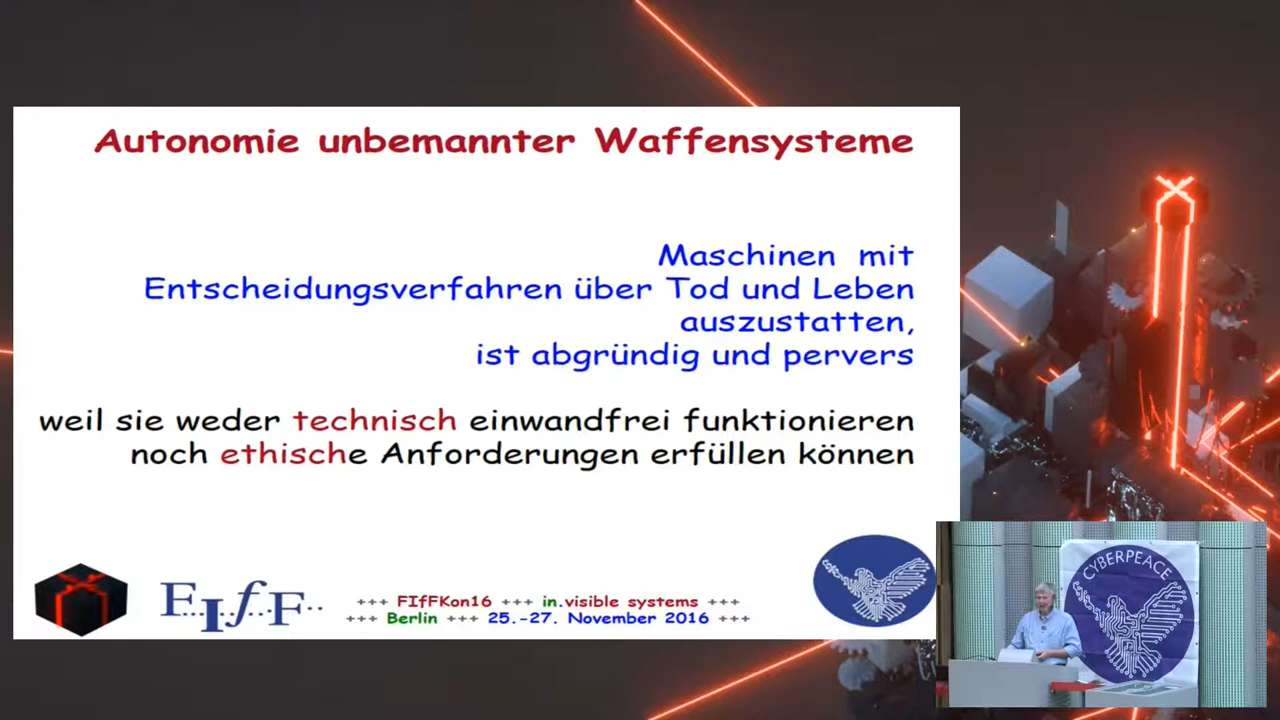 Autonomie unbemannter Waffensysteme
Maschinen mit
Entscheidungsverfahren über Tod und Leben
auszustatten,
ist abgründig und pervers
weil sie weder technisch einwandfrei funktionieren
noch ethische Anforderungen erfüllen können
F..I..f..F..
+++ FIfFKon16 +++ in.visible systems +++
+++ Berlin +++ 25.-27. November 2016 +++
CYBERPEACE